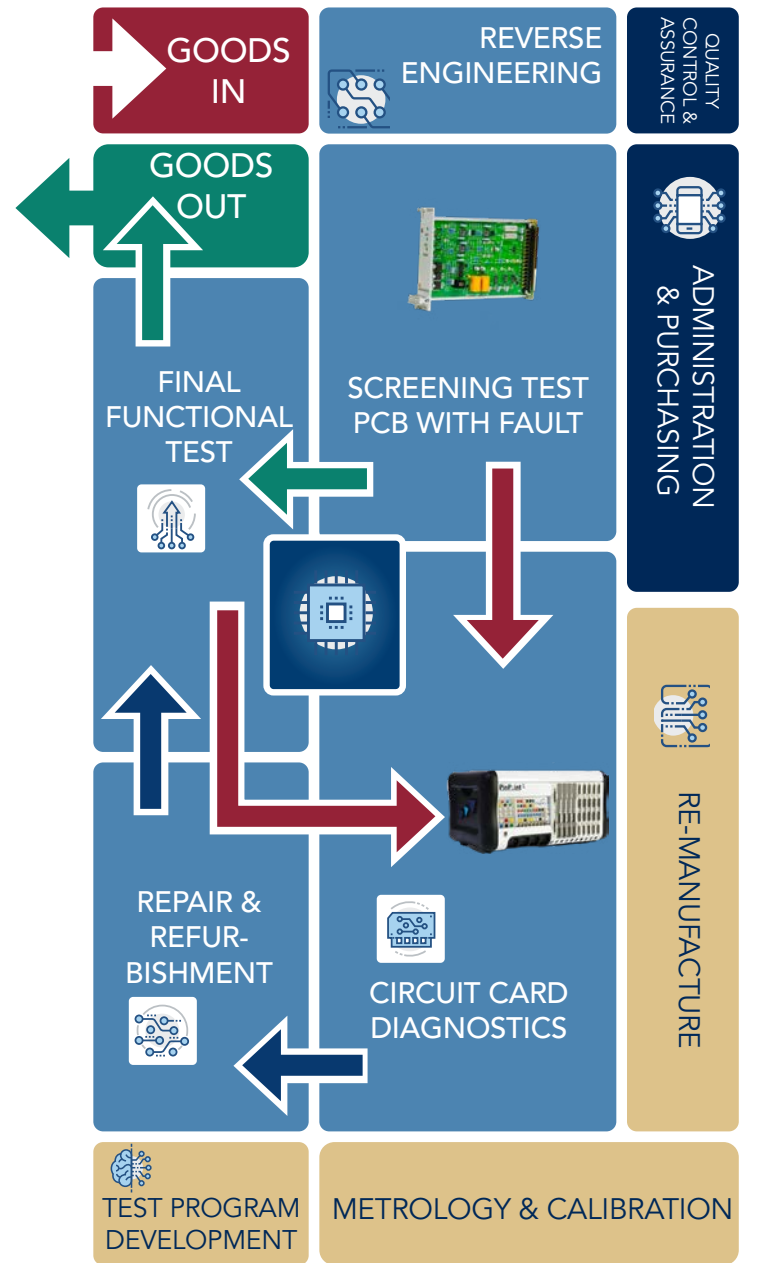 GOODS
IN
REVERSE
ENGINEERING
QUALITY
CONTROL &
ASSURANCE
GOODS
OUT
ADMINISTRATION
& PURCHASING
FINAL
FUNCTIONAL
TEST
SCREENING TEST
PCB WITH FAULT
RE-MANUFACTURE
REPAIR &
REFUR-
BISHMENT
CIRCUIT CARD
DIAGNOSTICS
TEST PROGRAM
DEVELOPMENT
METROLOGY & CALIBRATION